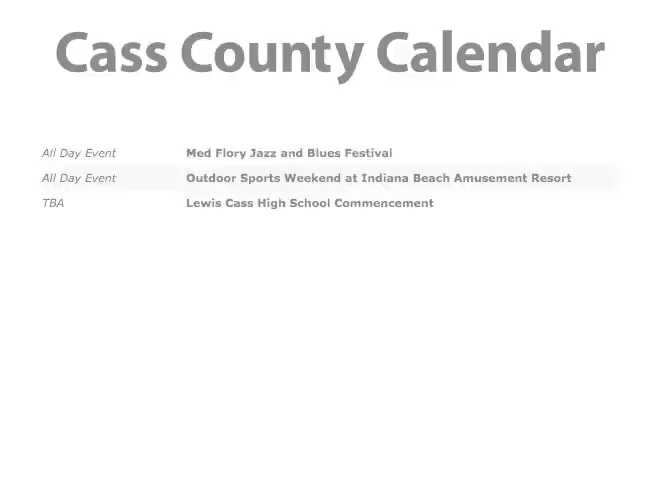 Cass County Calendar
All Day Event Med Flory Jazz and Blues Festival
All Day Event Outdoor Sports Weekend at Indiana Beach Amusement Resort
TBA Lewis Cass High School Commencement